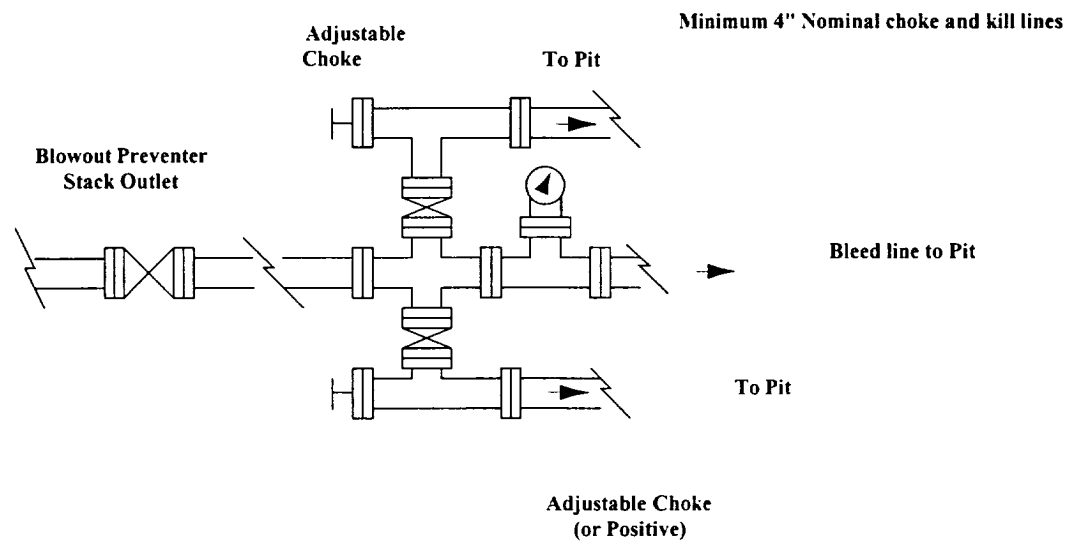 Minimum 4" Nominal choke and kill lines
Adjustable
Choke
To Pit
Blowout Preventer
Stack Outlet
Bleed line to Pit
To Pit
Adjustable Choke
(or Positive)